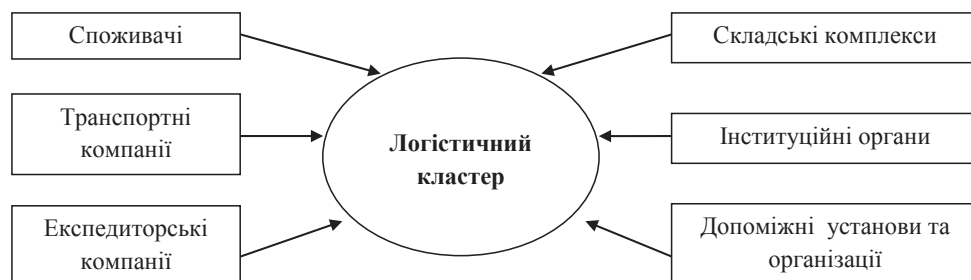 Споживачі
Транспортні
компанії
Експедиторські
компанії
Логістичний
кластер
Складські комплекси
Інституційні органи
Допоміжні установи та
організації